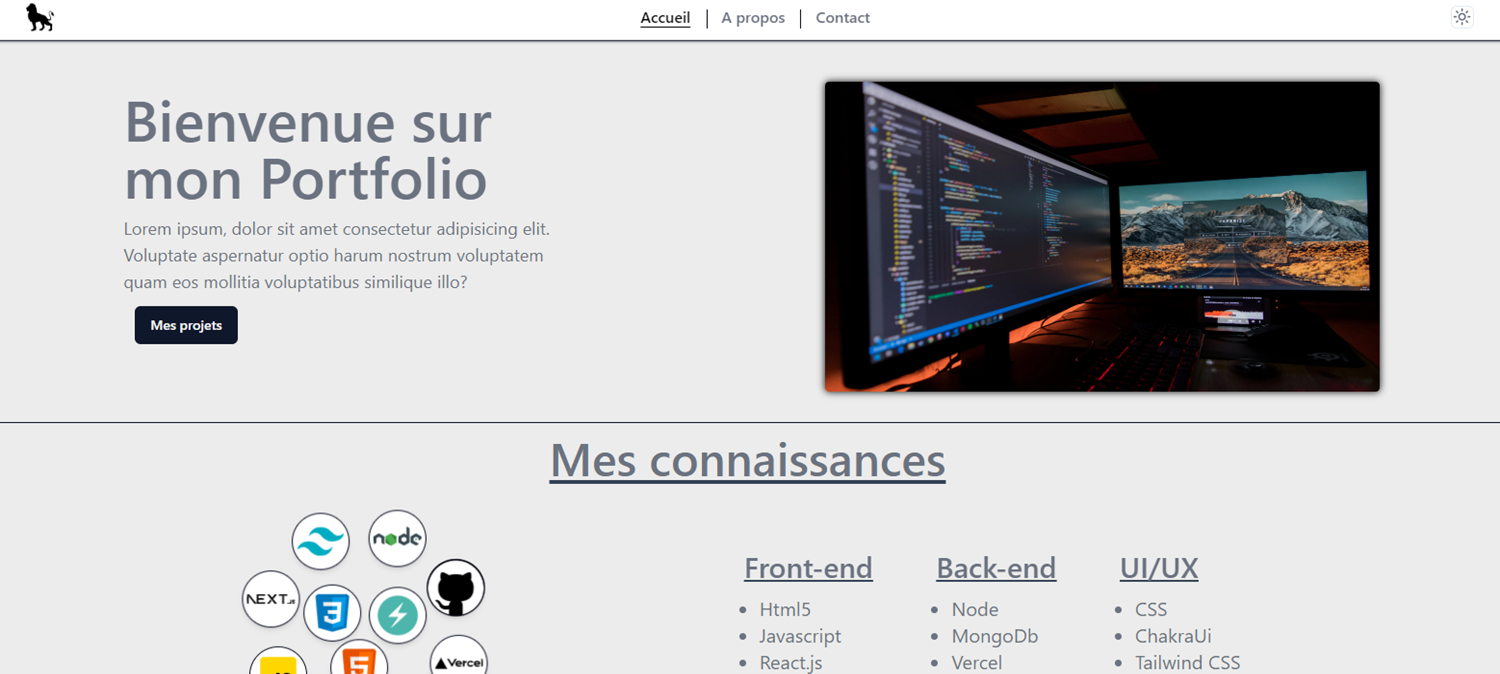 Accueil | A propos | Contact
Bienvenue sur
mon Portfolio
Lorem ipsum, dolor sit amet consectetur adipisicing elit.
Voluptate aspernatur optio harum nostrum voluptatem
quam eos mollitia voluptatibus similique illo?
Mes projets
Mes connaissances
node
NEXT.JS
3
5
Vercel
Front-end
Html5
Javascript
React.js
Back-end
Node
MongoDb
Vercel
UI/UX
CSS
ChakraUi
Tailwind CSS